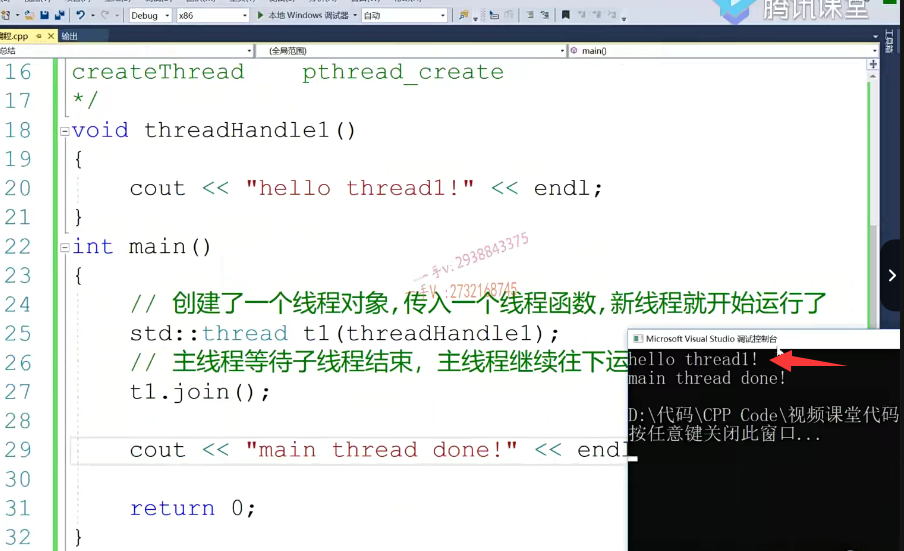 Debug x86 本地 Windows 调试器 自动
腾讯课堂
程.cpp 输出
总结 (全局范围) main()
16 createThread pthread_create
17 */
18 void threadHandle1()
19 {
20 cout << "hello thread1!" << endl;
21 }
22 int main()
23 {
24 // 创建了一个线程对象,传入一个线程函数,新线程就开始运行了
25 std::thread t1(threadHandle1);
26 // 主线程等待子线程结束，主线程继续往下运
27 t1.join();
28
29 cout << "main thread done!" << endl
30
31 return 0;
32 }
一手v:2938843375
一手V:2732168745
Microsoft Visual Studio 调试控制台
hello thread1!
main thread done!
D:\代码\CPP Code\视频课堂代码
按任意键关闭此窗口...